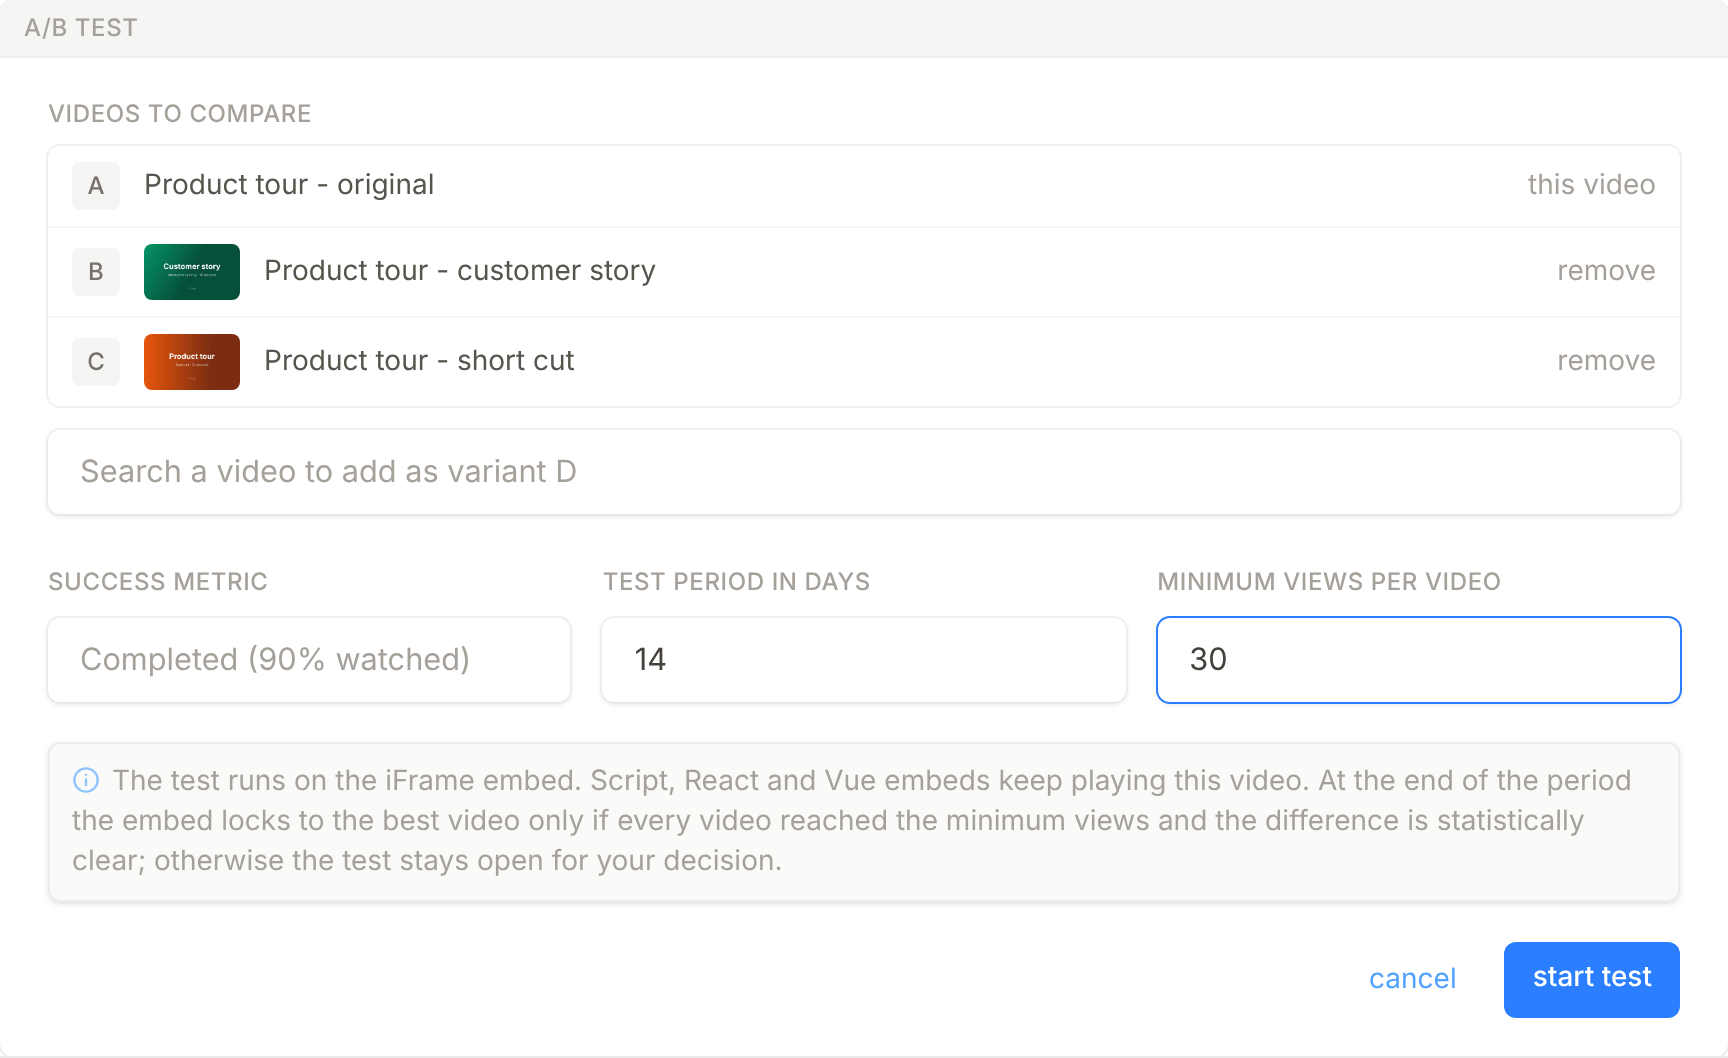 A/B TEST
VIDEOS TO COMPARE
A Product tour - original this video
B Customer story Product tour - customer story remove
C Product tour Product tour - short cut remove
Search a video to add as variant D
SUCCESS METRIC TEST PERIOD IN DAYS MINIMUM VIEWS PER VIDEO
Completed (90% watched) 14 30
The test runs on the iFrame embed. Script, React and Vue embeds keep playing this video. At the end of the period
the embed locks to the best video only if every video reached the minimum views and the difference is statistically
clear; otherwise the test stays open for your decision.
cancel start test